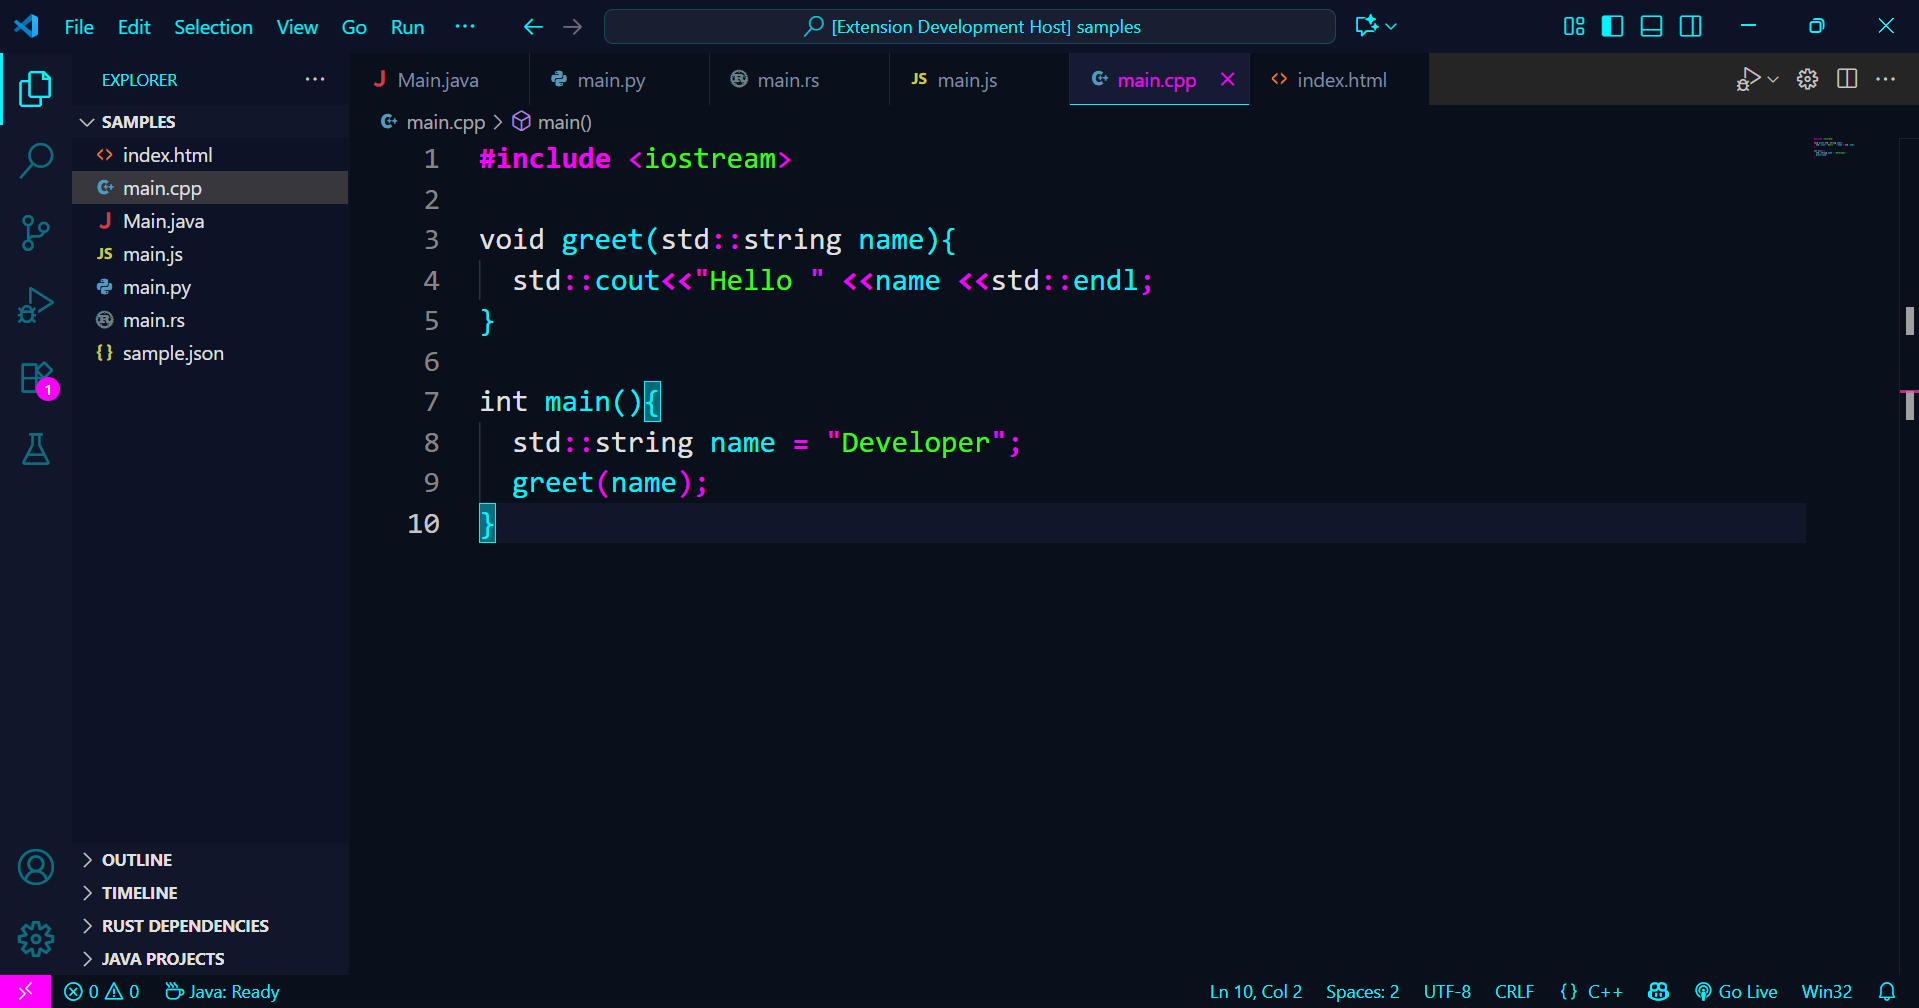 File Edit Selection View Go Run ··· [Extension Development Host] samples
EXPLORER ···
SAMPLES
index.html
main.cpp
Main.java
JS main.js
main.py
main.rs
{} sample.json
OUTLINE
TIMELINE
RUST DEPENDENCIES
JAVA PROJECTS
1
Main.java main.py main.rs JS main.js main.cpp index.html
main.cpp > main()
1 #include <iostream>
2
3 void greet(std::string name){
4 std::cout<<"Hello " <<name <<std::endl;
5 }
6
7 int main(){
8 std::string name = "Developer";
9 greet(name);
10 }
0 0 Java: Ready Ln 10, Col 2 Spaces: 2 UTF-8 CRLF {} C++ Go Live Win32